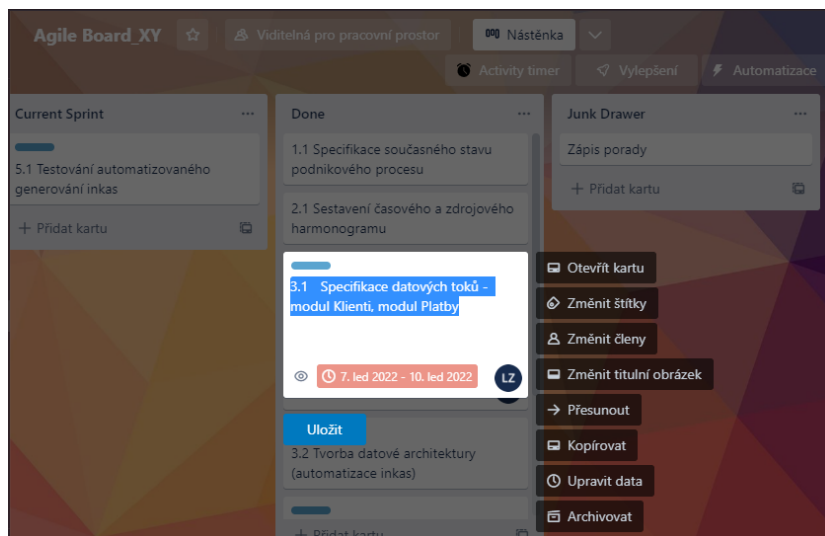 Agile Board_XY
Viditelná pro pracovní prostor
Nástěnka
Activity timer
Vylepšení
Automatizace
Current Sprint
5.1 Testování automatizovaného
generování inkas
+ Přidat kartu
Done
1.1 Specifikace současného stavu
podnikového procesu
2.1 Sestavení časového a zdrojového
harmonogramu
3.1 Specifikace datových toků -
modul Klienti, modul Platby
7. led 2022 - 10. led 2022
LZ
Uložit
3.2 Tvorba datové architektury
(automatizace inkas)
+ Přidat kartu
Junk Drawer
Zápis porady
+ Přidat kartu
Otevřít kartu
Změnit štítky
Změnit členy
Změnit titulní obrázek
Přesunout
Kopírovat
Upravit data
Archivovat